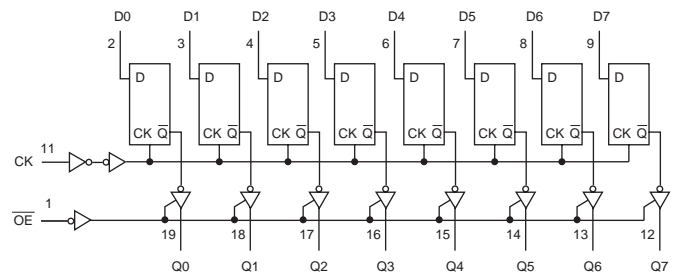 D0 D1 D2 D3 D4 D5 D6 D7
2 3 4 5 6 7 8 9
D D D D D D D D
CK Q̅ CK Q̅ CK Q̅ CK Q̅ CK Q̅ CK Q̅ CK Q̅ CK Q̅
11
CK
1
O̅E̅
19 18 17 16 15 14 13 12
Q0 Q1 Q2 Q3 Q4 Q5 Q6 Q7